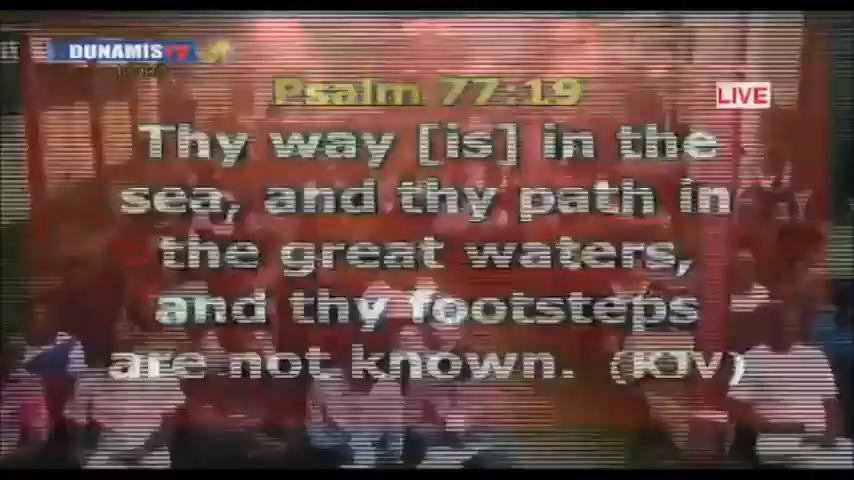 DUNAMIS TV
Psalm 77:19
LIVE
Thy way [is] in the
sea, and thy path in
the great waters,
and thy footsteps
are not known. (KJV)